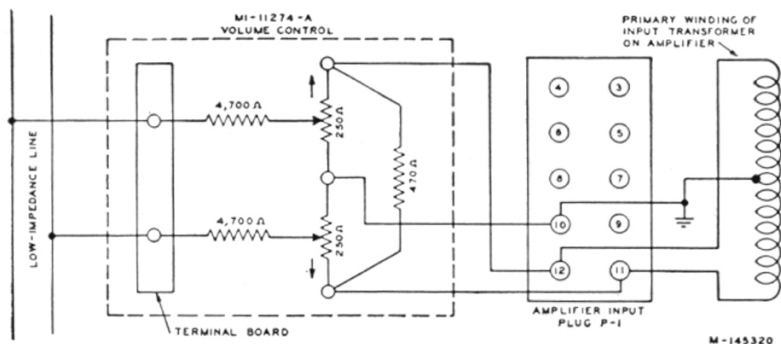 MI-11274-A
VOLUME CONTROL
PRIMARY WINDING OF
INPUT TRANSFORMER
ON AMPLIFIER
LOW-IMPEDANCE LINE
4,700 Ω
250 Ω
470 Ω
4,700 Ω
250 Ω
4
3
6
5
8
7
10
9
12
11
TERMINAL BOARD
AMPLIFIER INPUT
PLUG P-1
M-145320